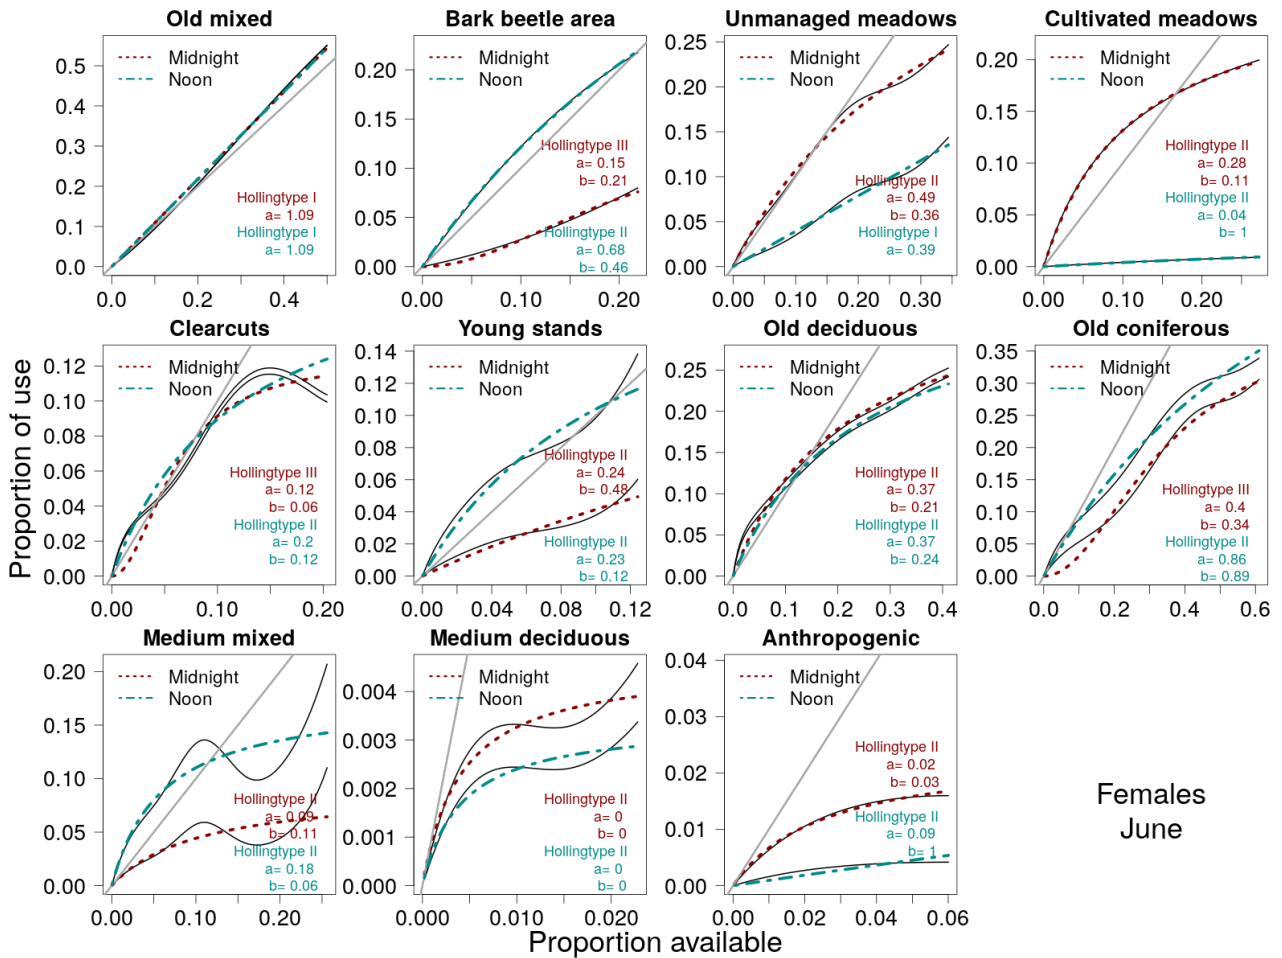 Old mixed
Midnight
Noon
0.5
0.4
0.3
0.2
0.1
0.0
Hollingtype I
a= 1.09
Hollingtype I
a= 1.09
0.0 0.2 0.4
Bark beetle area
0.20
0.15
0.10
0.05
0.00
Hollingtype III
a= 0.15
b= 0.21
Hollingtype II
a= 0.68
b= 0.46
0.00 0.10 0.20
Unmanaged meadows
Midnight
Noon
0.25
0.20
0.15
0.10
0.05
0.00
Hollingtype II
a= 0.49
b= 0.36
Hollingtype I
a= 0.39
0.00 0.10 0.20 0.30
Cultivated meadows
Midnight
Noon
0.20
0.15
0.10
0.05
0.00
Hollingtype II
a= 0.28
b= 0.11
Hollingtype II
a= 0.04
b= 1
0.00 0.10 0.20
Clearcuts
Midnight
Noon
0.12
0.10
0.08
0.06
0.04
0.02
0.00
Hollingtype III
a= 0.12
b= 0.06
Hollingtype II
a= 0.2
b= 0.12
0.00 0.10 0.20
Young stands
Midnight
Noon
0.14
0.12
0.10
0.08
0.06
0.04
0.02
0.00
Hollingtype II
a= 0.24
b= 0.48
Hollingtype II
a= 0.23
b= 0.12
0.00 0.04 0.08 0.12
Old deciduous
Midnight
Noon
0.25
0.20
0.15
0.10
0.05
0.00
Hollingtype II
a= 0.37
b= 0.21
Hollingtype II
a= 0.37
b= 0.24
0.0 0.1 0.2 0.3 0.4
Old coniferous
Midnight
Noon
0.35
0.30
0.25
0.20
0.15
0.10
0.05
0.00
Hollingtype III
a= 0.4
b= 0.34
Hollingtype II
a= 0.86
b= 0.89
0.0 0.2 0.4 0.6
Medium mixed
Midnight
Noon
0.20
0.15
0.10
0.05
0.00
Hollingtype II
a= 0.09
b= 0.11
Hollingtype II
a= 0.18
b= 0.06
0.00 0.10 0.20
Medium deciduous
Midnight
Noon
0.004
0.003
0.002
0.001
0.000
Hollingtype II
a= 0
b= 0
Hollingtype II
a= 0
b= 0
0.000 0.010 0.020
Anthropogenic
Midnight
Noon
0.04
0.03
0.02
0.01
0.00
Hollingtype II
a= 0.02
b= 0.03
Hollingtype II
a= 0.09
b= 1
0.00 0.02 0.04 0.06
Females
June
Proportion of use
Proportion available